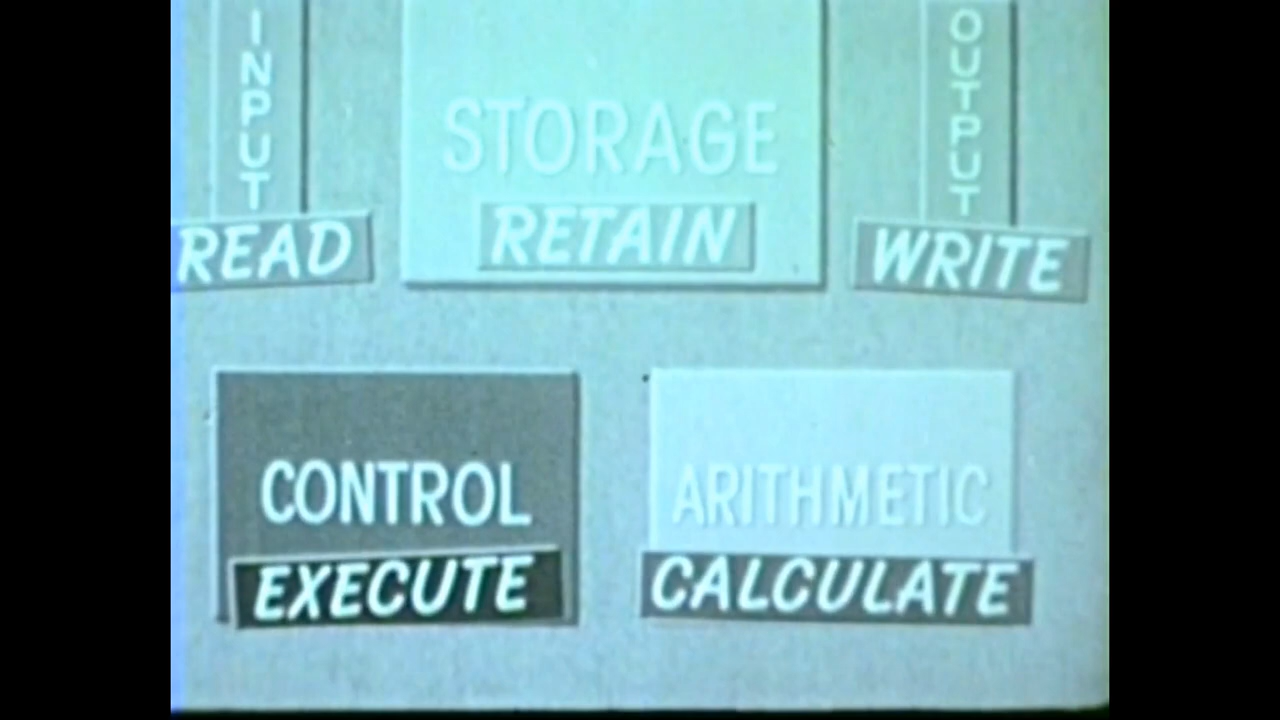 INPUT
STORAGE
OUTPUT
READ
RETAIN
WRITE
CONTROL
ARITHMETIC
EXECUTE
CALCULATE